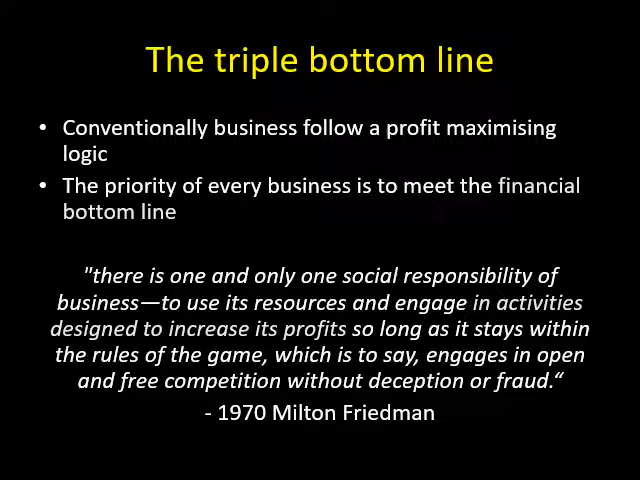 The triple bottom line
• Conventionally business follow a profit maximising
logic
• The priority of every business is to meet the financial
bottom line
"there is one and only one social responsibility of
business—to use its resources and engage in activities
designed to increase its profits so long as it stays within
the rules of the game, which is to say, engages in open
and free competition without deception or fraud.“
- 1970 Milton Friedman